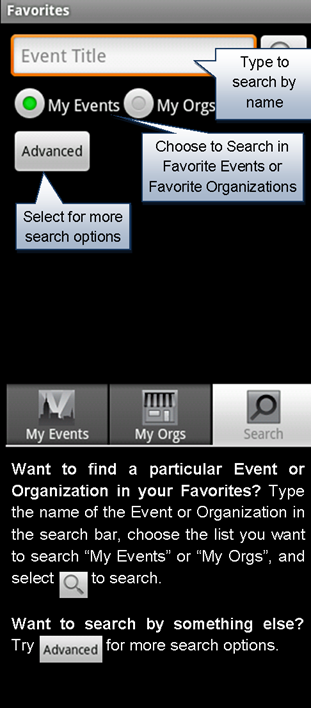 Favorites
Event Title
Type to
search by
name
My Events
My Orgs
Choose to Search in
Favorite Events or
Favorite Organizations
Advanced
Select for more
search options
My Events
My Orgs
Search
Want to find a particular Event or
Organization in your Favorites? Type
the name of the Event or Organization in
the search bar, choose the list you want
to search “My Events” or “My Orgs”, and
select to search.
Want to search by something else?
Try Advanced for more search options.